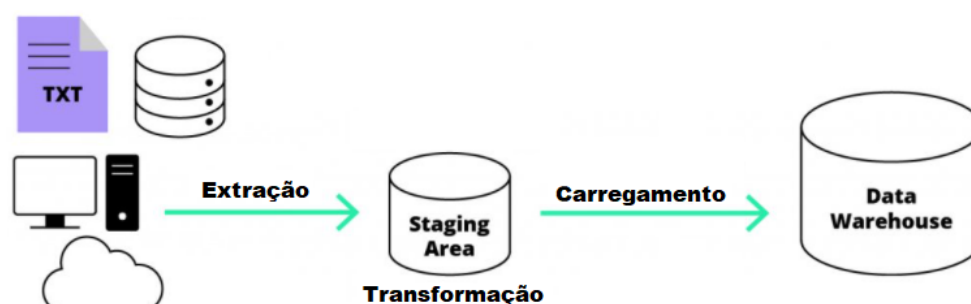 TXT
Extração
Staging
Area
Transformação
Carregamento
Data
Warehouse